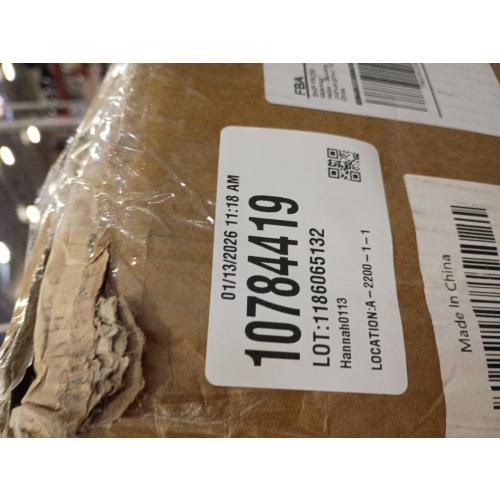 01/13/2026 11:18 AM
10784419
LOT:1186065132
Hannah0113
LOCATION:A-2200-1-1
FBA
Made In China